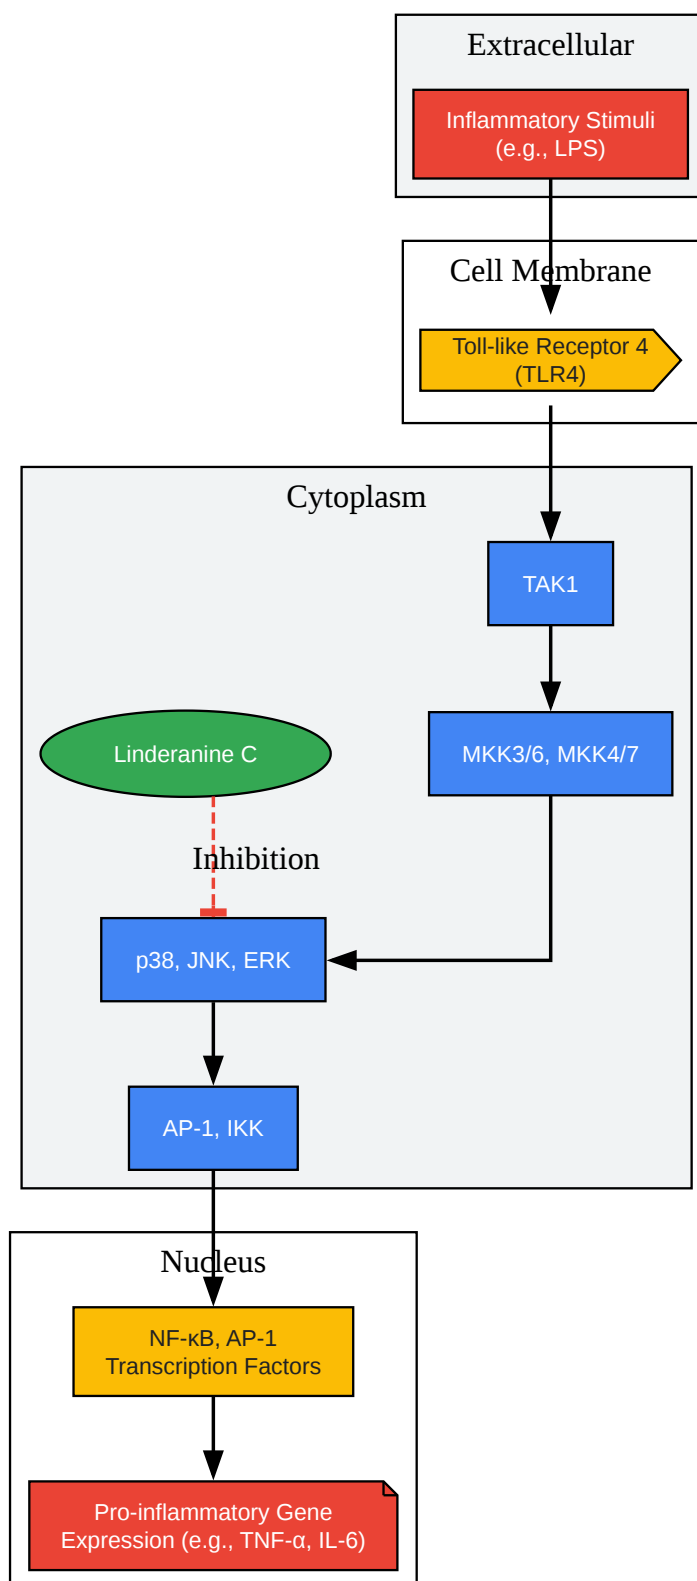 Extracellular
Inflammatory Stimuli
(e.g., LPS)
Cell Membrane
Toll-like Receptor 4
(TLR4)
Cytoplasm
TAK1
Linderanine C
MKK3/6, MKK4/7
Inhibition
p38, JNK, ERK
AP-1, IKK
Nucleus
NF-κB, AP-1
Transcription Factors
Pro-inflammatory Gene
Expression (e.g., TNF-α, IL-6)